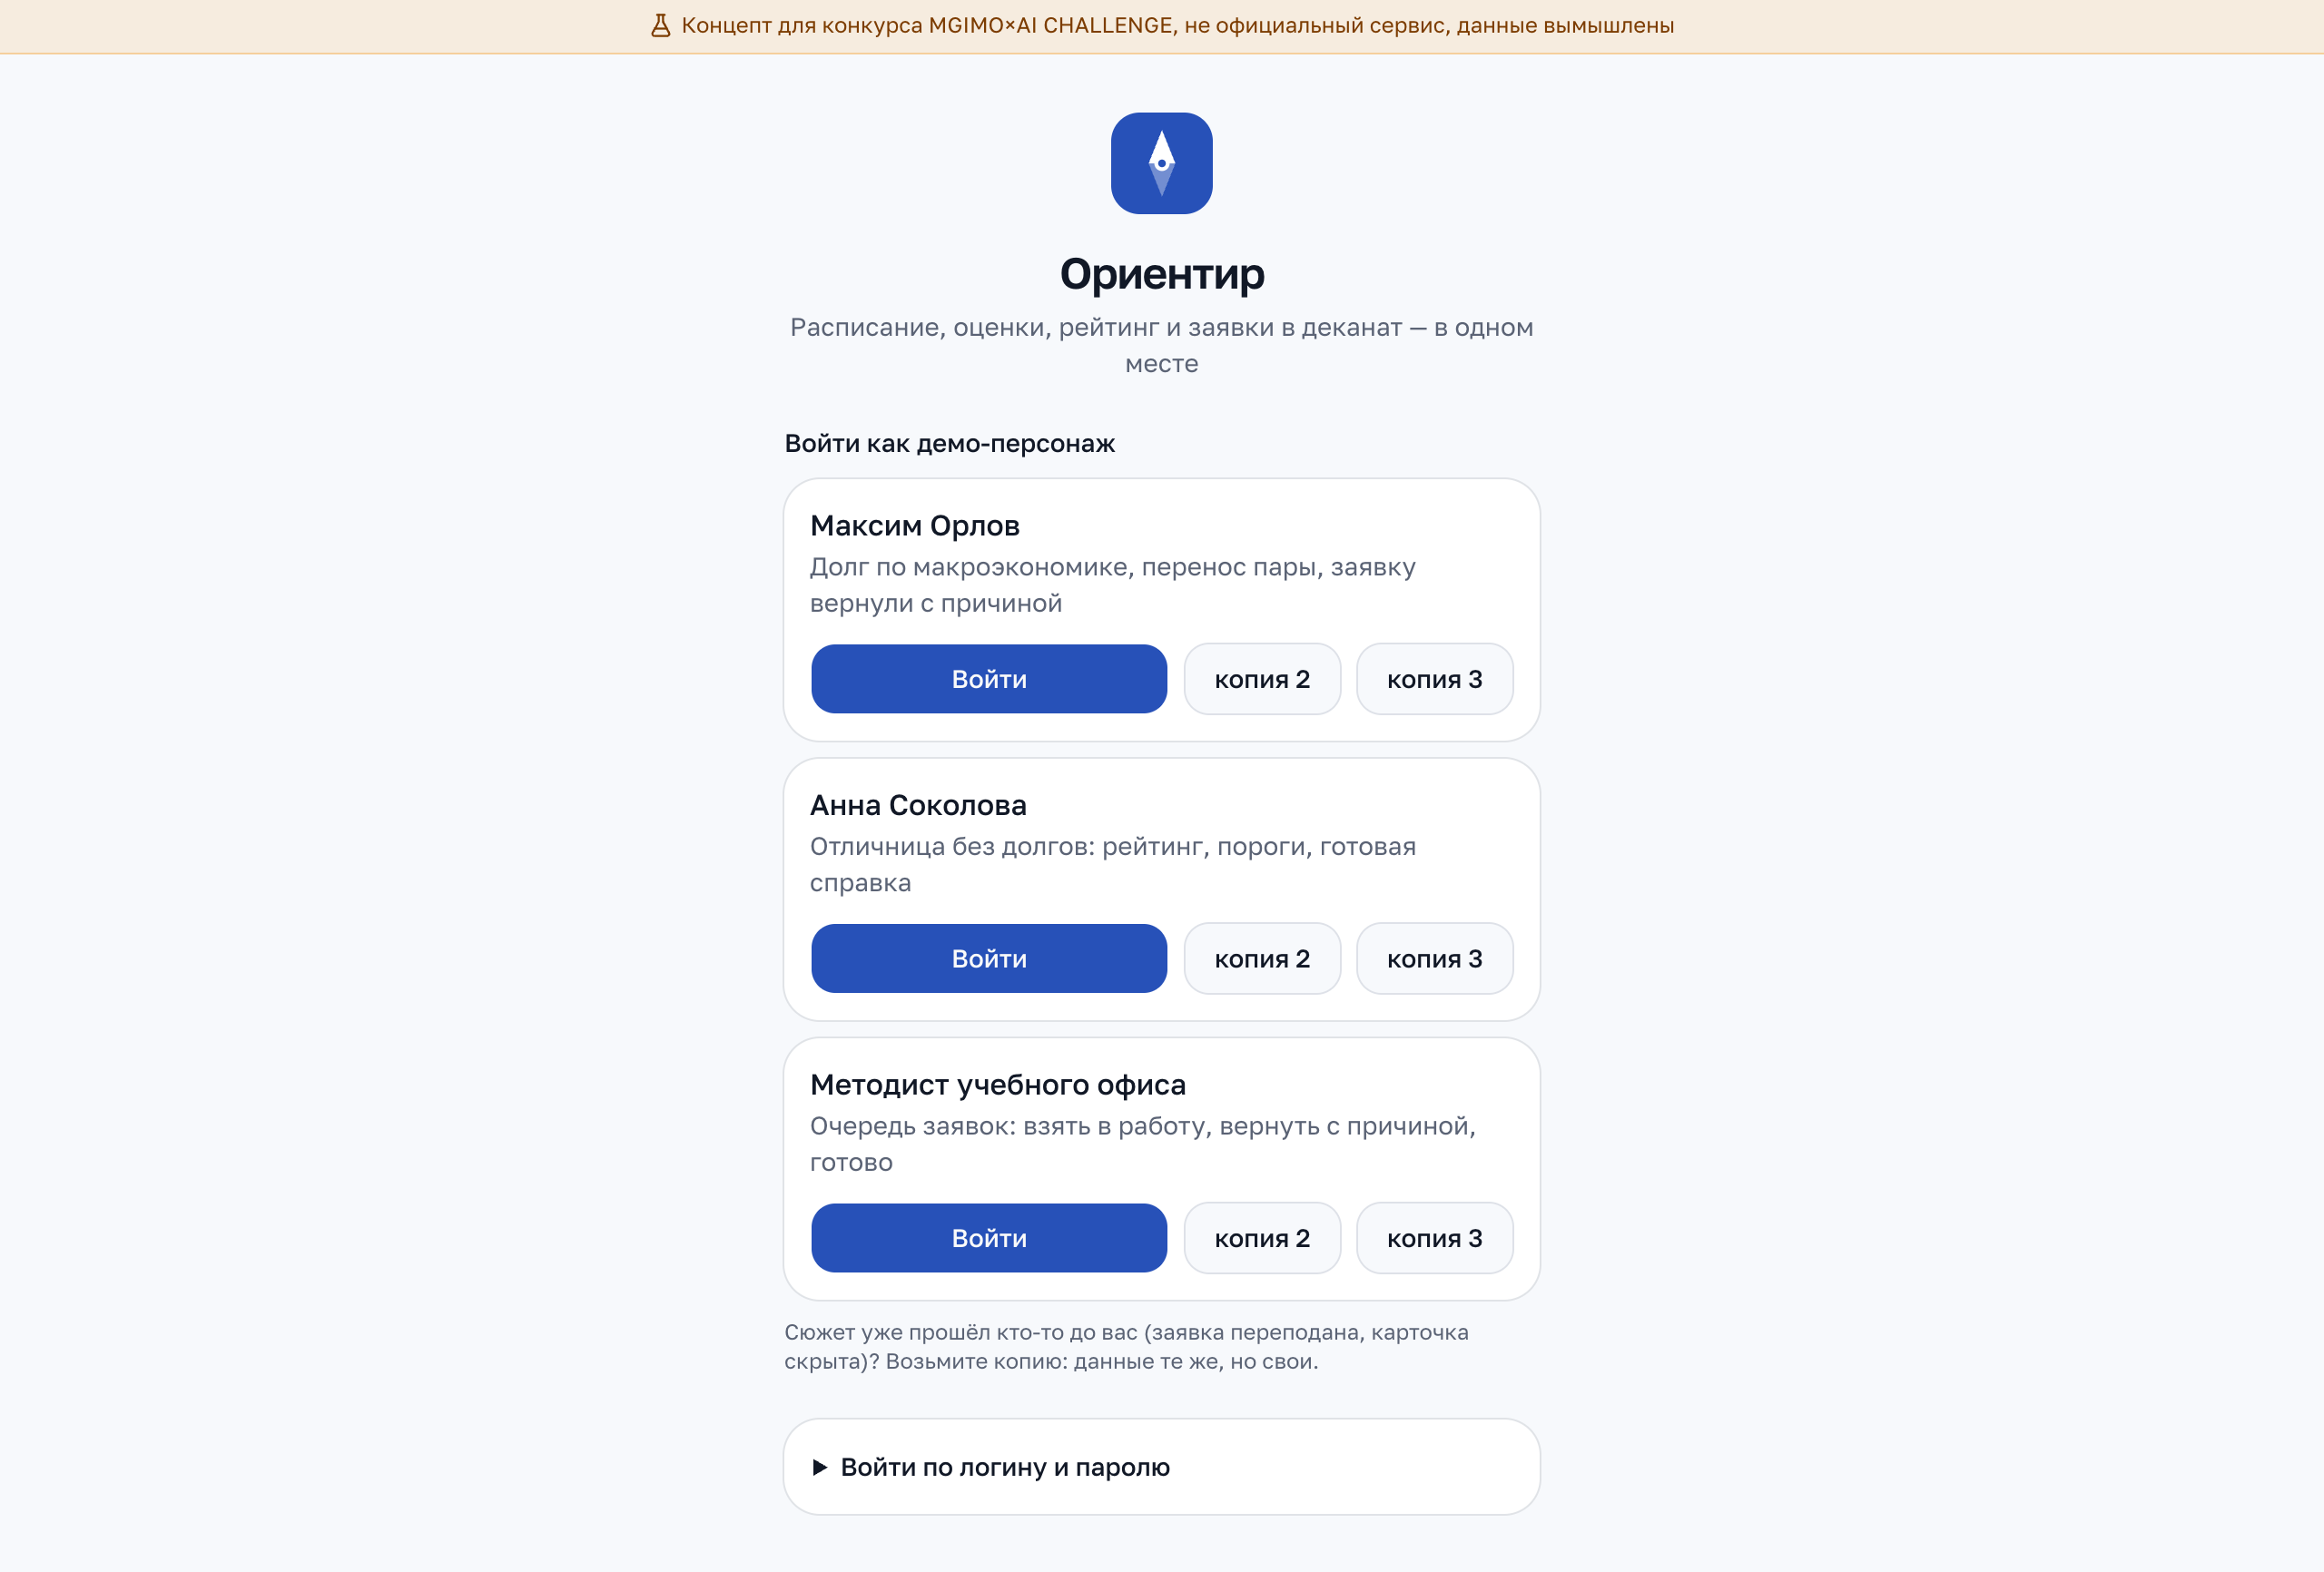 Концепт для конкурса MGIMO×AI CHALLENGE, не официальный сервис, данные вымышлены
Ориентир
Расписание, оценки, рейтинг и заявки в деканат — в одном
месте
Войти как демо-персонаж
Максим Орлов
Долг по макроэкономике, перенос пары, заявку
вернули с причиной
Войти
копия 2
копия 3
Анна Соколова
Отличница без долгов: рейтинг, пороги, готовая
справка
Войти
копия 2
копия 3
Методист учебного офиса
Очередь заявок: взять в работу, вернуть с причиной,
готово
Войти
копия 2
копия 3
Сюжет уже прошёл кто-то до вас (заявка переподана, карточка
скрыта)? Возьмите копию: данные те же, но свои.
Войти по логину и паролю